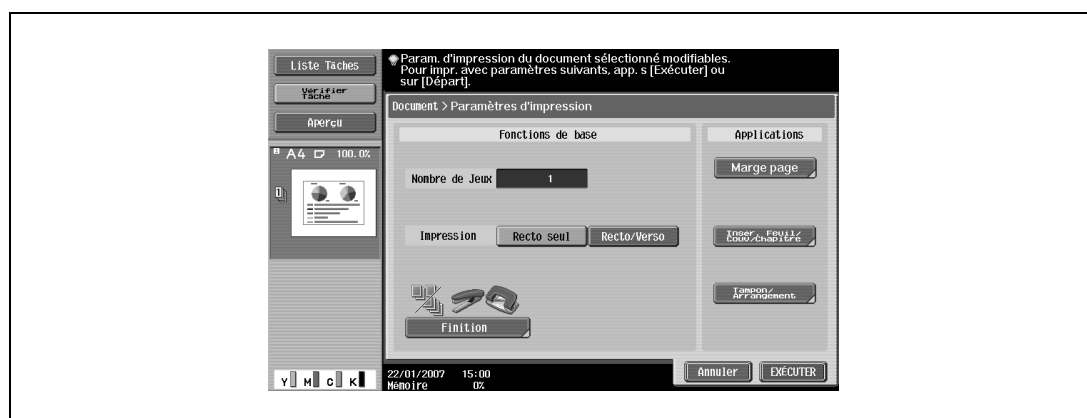 Liste Tâches
Vérifier
Tâche
Aperçu
A4 100.0%
1
Param. d'impression du document sélectionné modifiables.
Pour impr. avec paramètres suivants, app. s [Exécuter] ou
sur [Départ].
Document > Paramètres d'impression
Fonctions de base
Applications
Nombre de Jeux 1
Marge page
Impression Recto seul Recto/Verso
Inser. Feuil/
Couv/Chapitre
Tampon/
Arrangement
Finition
Annuler EXÉCUTER
Y M C K
22/01/2007 15:00
Mémoire 0%